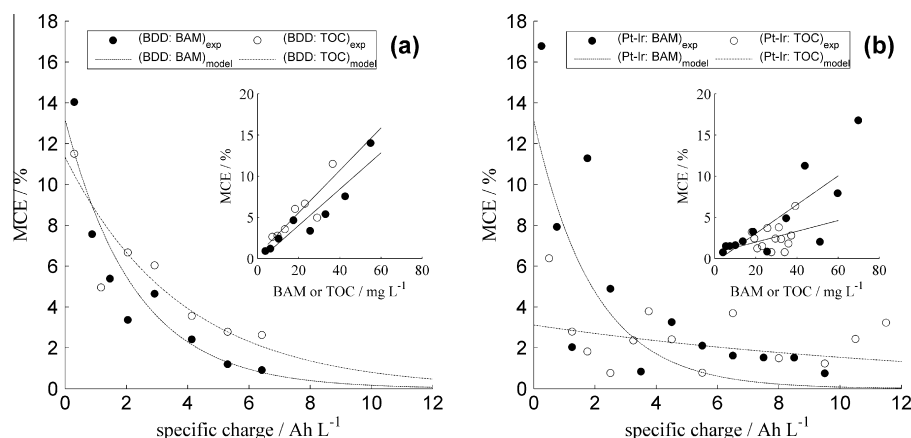 (BDD: BAM)exp (BDD: TOC)exp
(BDD: BAM)model (BDD: TOC)model
(a)
18
16
14
12
10
8
6
4
2
0
MCE / %
0 2 4 6 8 10 12
specific charge / Ah L-1
20
15
10
5
0
MCE / %
0 20 40 60 80
BAM or TOC / mg L-1
(Pt-Ir: BAM)exp (Pt-Ir: TOC)exp
(Pt-Ir: BAM)model (Pt-Ir: TOC)model
(b)
18
16
14
12
10
8
6
4
2
0
MCE / %
0 2 4 6 8 10 12
specific charge / Ah L-1
20
15
10
5
0
MCE / %
0 20 40 60 80
BAM or TOC / mg L-1